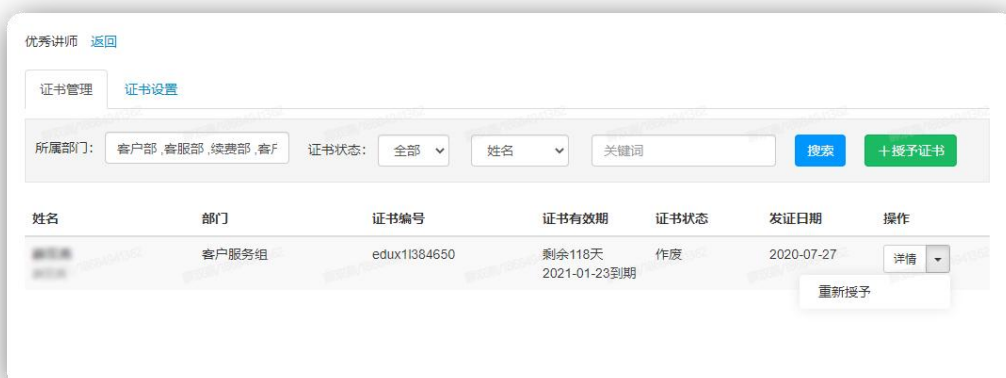 优秀讲师 返回
证书管理 证书设置
所属部门： 客户部 ,客服部 ,续费部 ,客户 证书状态： 全部 姓名 关键词 搜索 +授予证书
姓名 部门 证书编号 证书有效期 证书状态 发证日期 操作
客户服务组 edux1l384650 剩余118天 作废 2020-07-27 详情
2021-01-23到期
重新授予